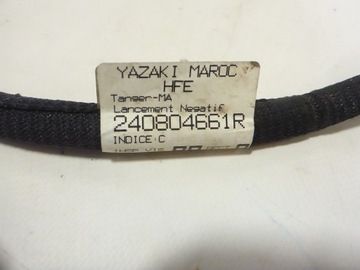 YAZAKI MAROC
HFE
Tanger-MA
Lancement Negatif
240804661R
INDICE:C